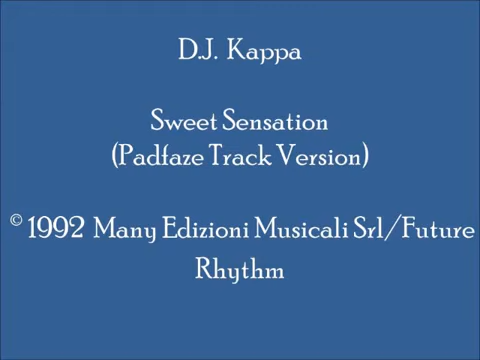 D.J. Kappa
Sweet Sensation
(Padfaze Track Version)
© 1992 Many Edizioni Musicali Srl/Future
Rhythm